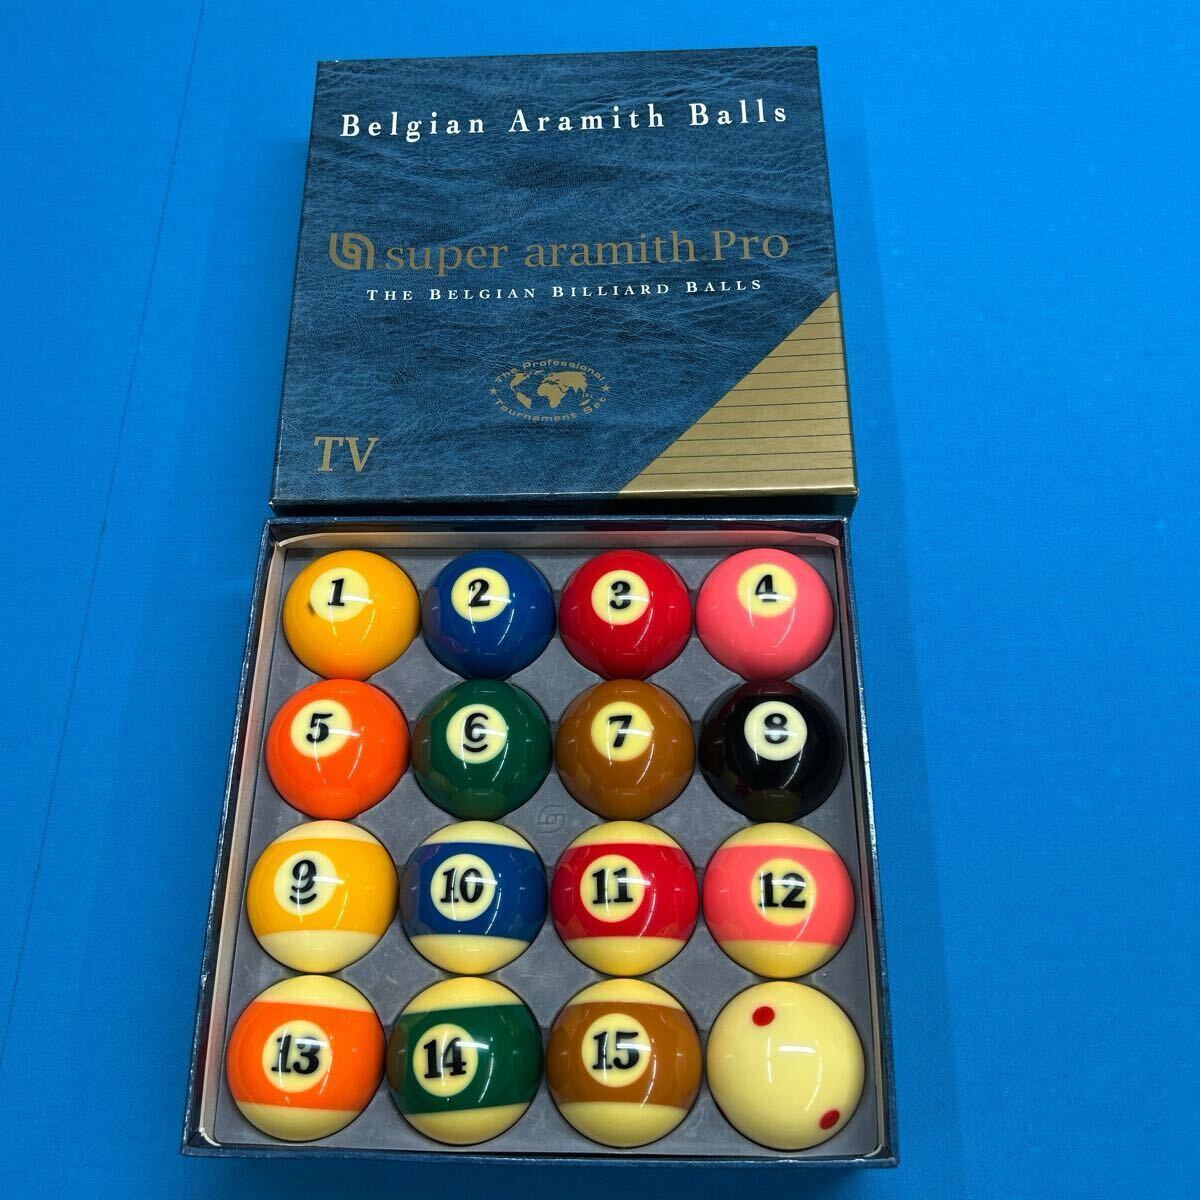 Belgian Aramith Balls
super aramith Pro
THE BELGIAN BILLIARD BALLS
The Professional
Tournament Set
TV
1 2 3 4
5 6 7 8
9 10 11 12
13 14 15